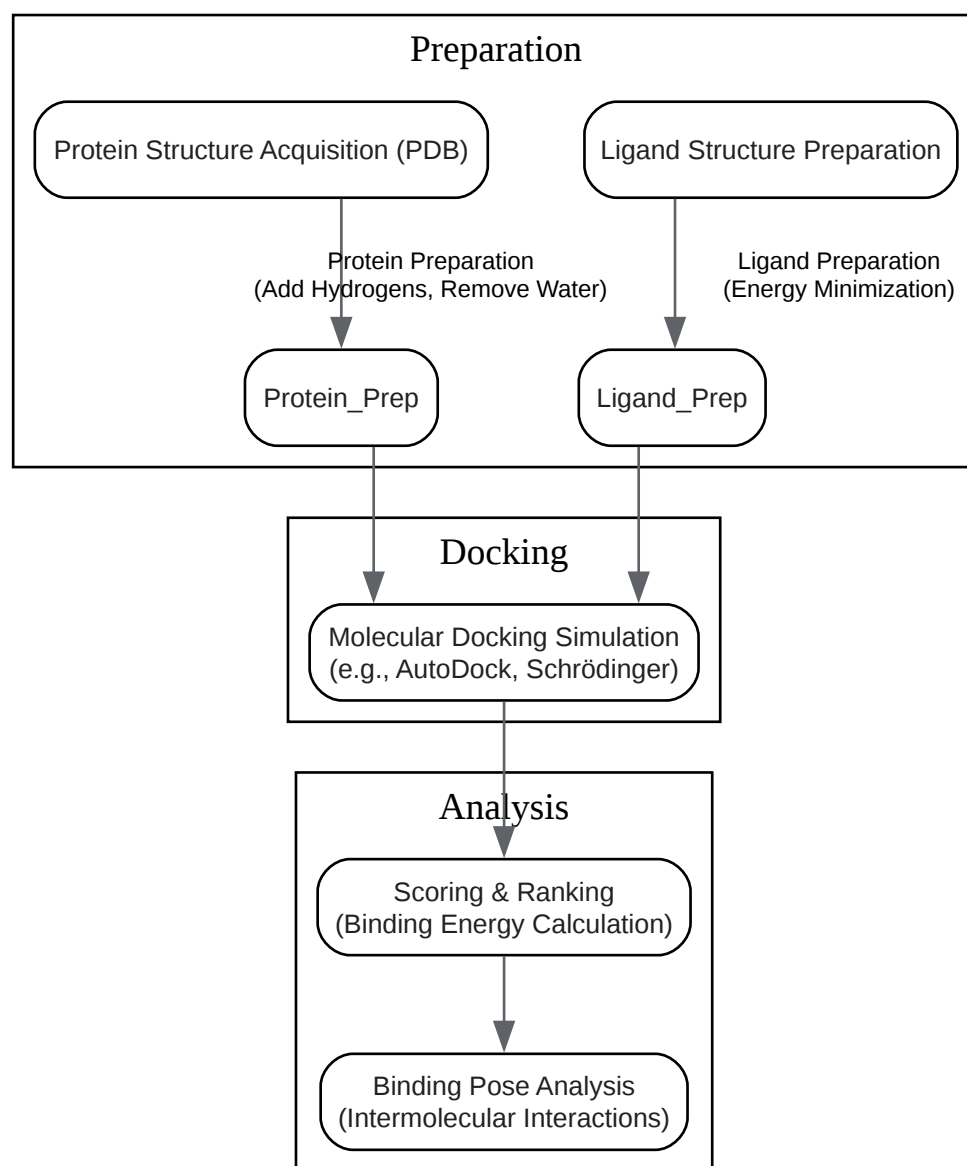 Preparation
Protein Structure Acquisition (PDB)
Ligand Structure Preparation
Protein Preparation
(Add Hydrogens, Remove Water)
Ligand Preparation
(Energy Minimization)
Protein_Prep
Ligand_Prep
Docking
Molecular Docking Simulation
(e.g., AutoDock, Schrödinger)
Analysis
Scoring & Ranking
(Binding Energy Calculation)
Binding Pose Analysis
(Intermolecular Interactions)